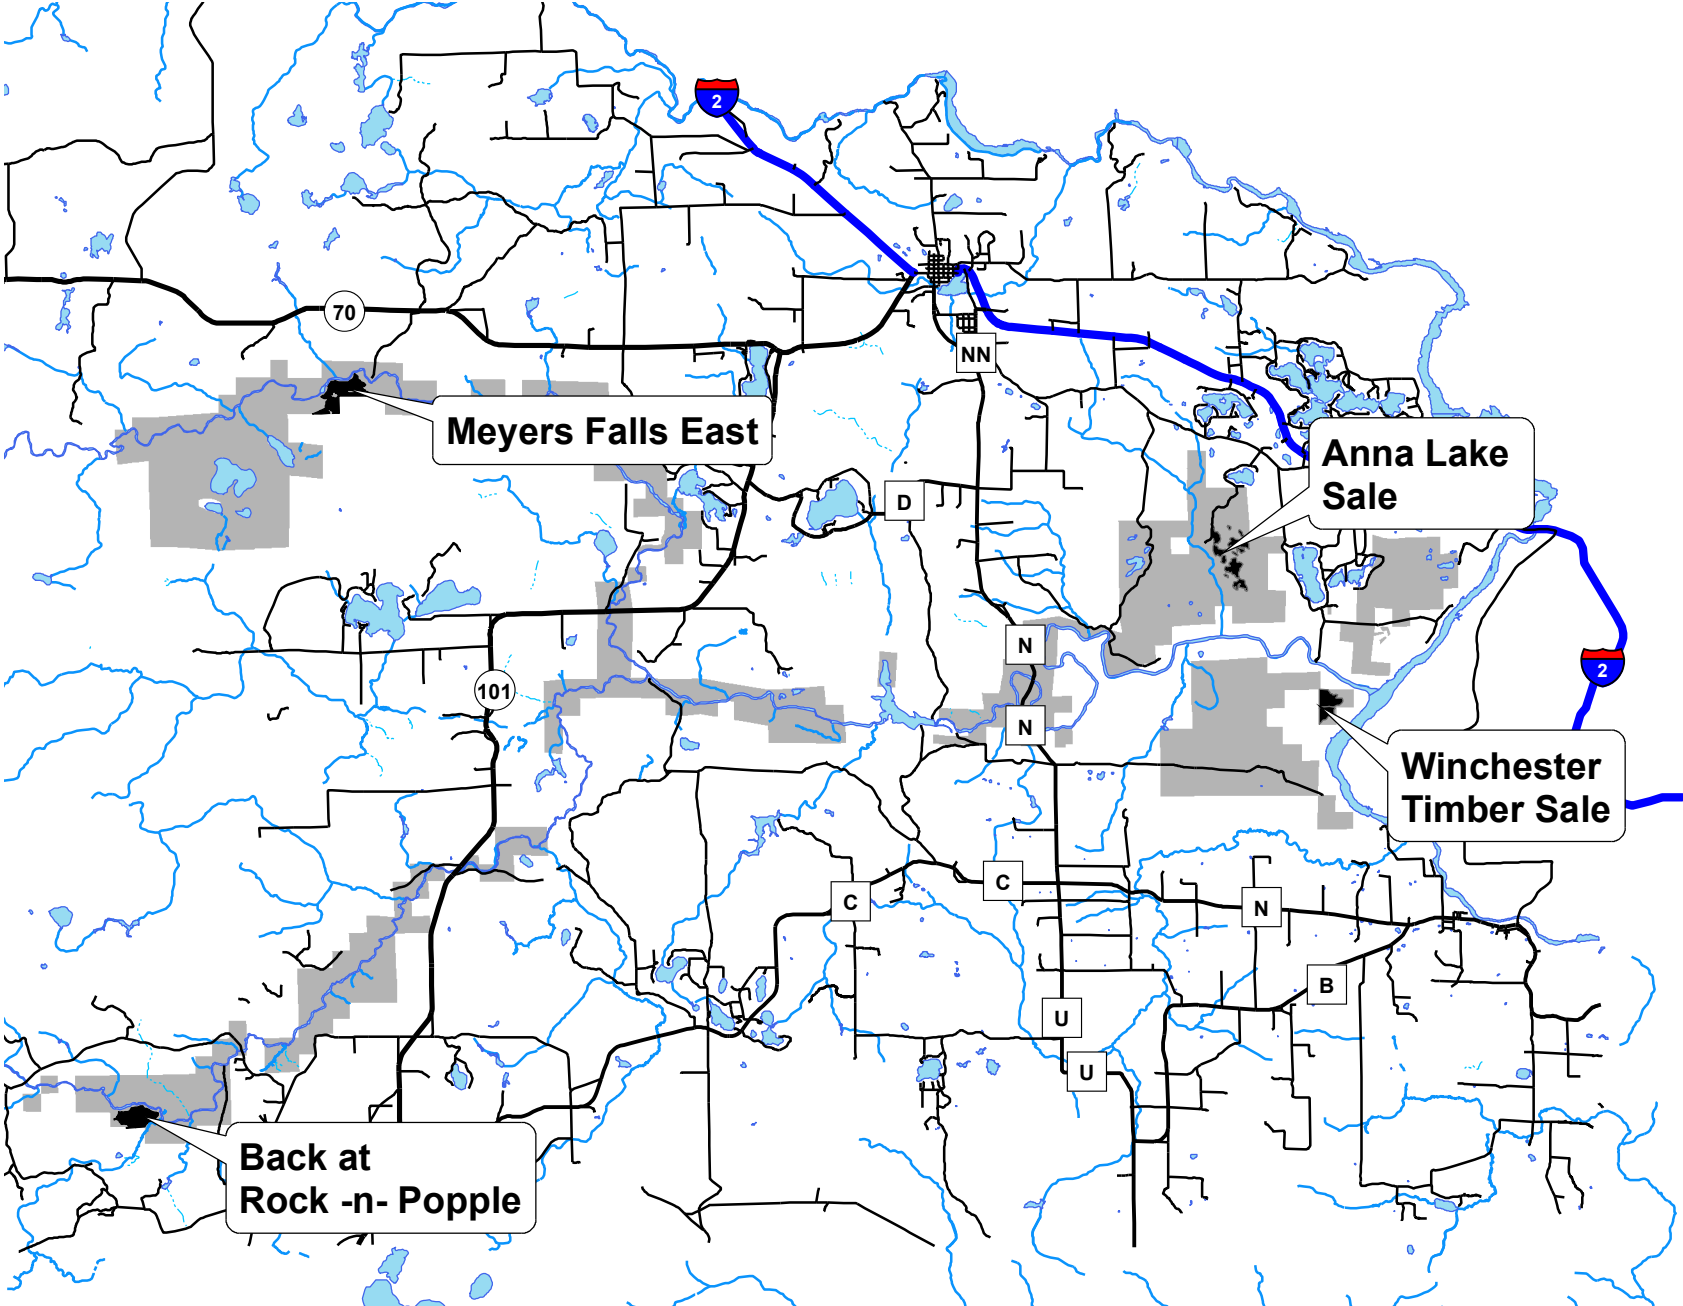 2
70
NN
Meyers Falls East
Anna Lake
Sale
D
N
2
101
N
Winchester
Timber Sale
C
C
N
B
U
U
Back at
Rock -n- Popple